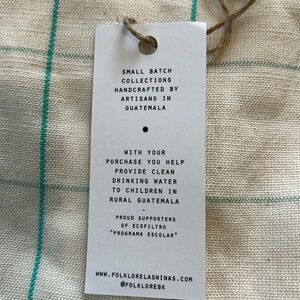 SMALL BATCH
COLLECTIONS
HANDCRAFTED BY
ARTISANS IN
GUATEMALA
•
WITH YOUR
PURCHASE YOU HELP
PROVIDE CLEAN
DRINKING WATER
TO CHILDREN IN
RURAL GUATEMALA
-
PROUD SUPPORTERS
OF ECOFILTRO
"PROGRAMA ESCOLAR"
WWW.FOLKLORELASNINAS.COM
@FOLKLOREBK